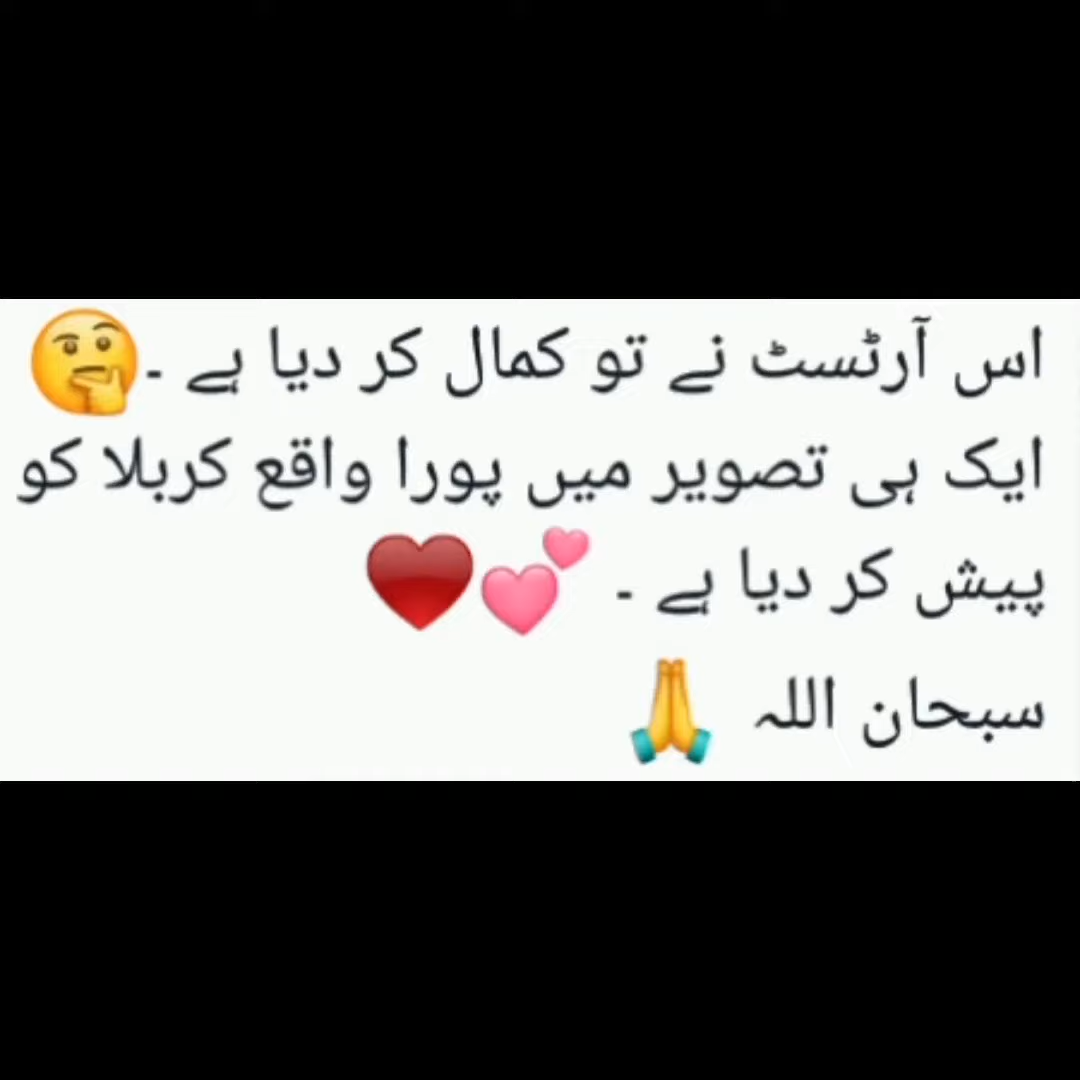 اس آرٹسٹ نے تو کمال کر دیا ہے ۔🤔
ایک ہی تصویر میں پورا واقع کربلا کو
پیش کر دیا ہے ۔ 💕❤️
سبحان اللہ 🙏